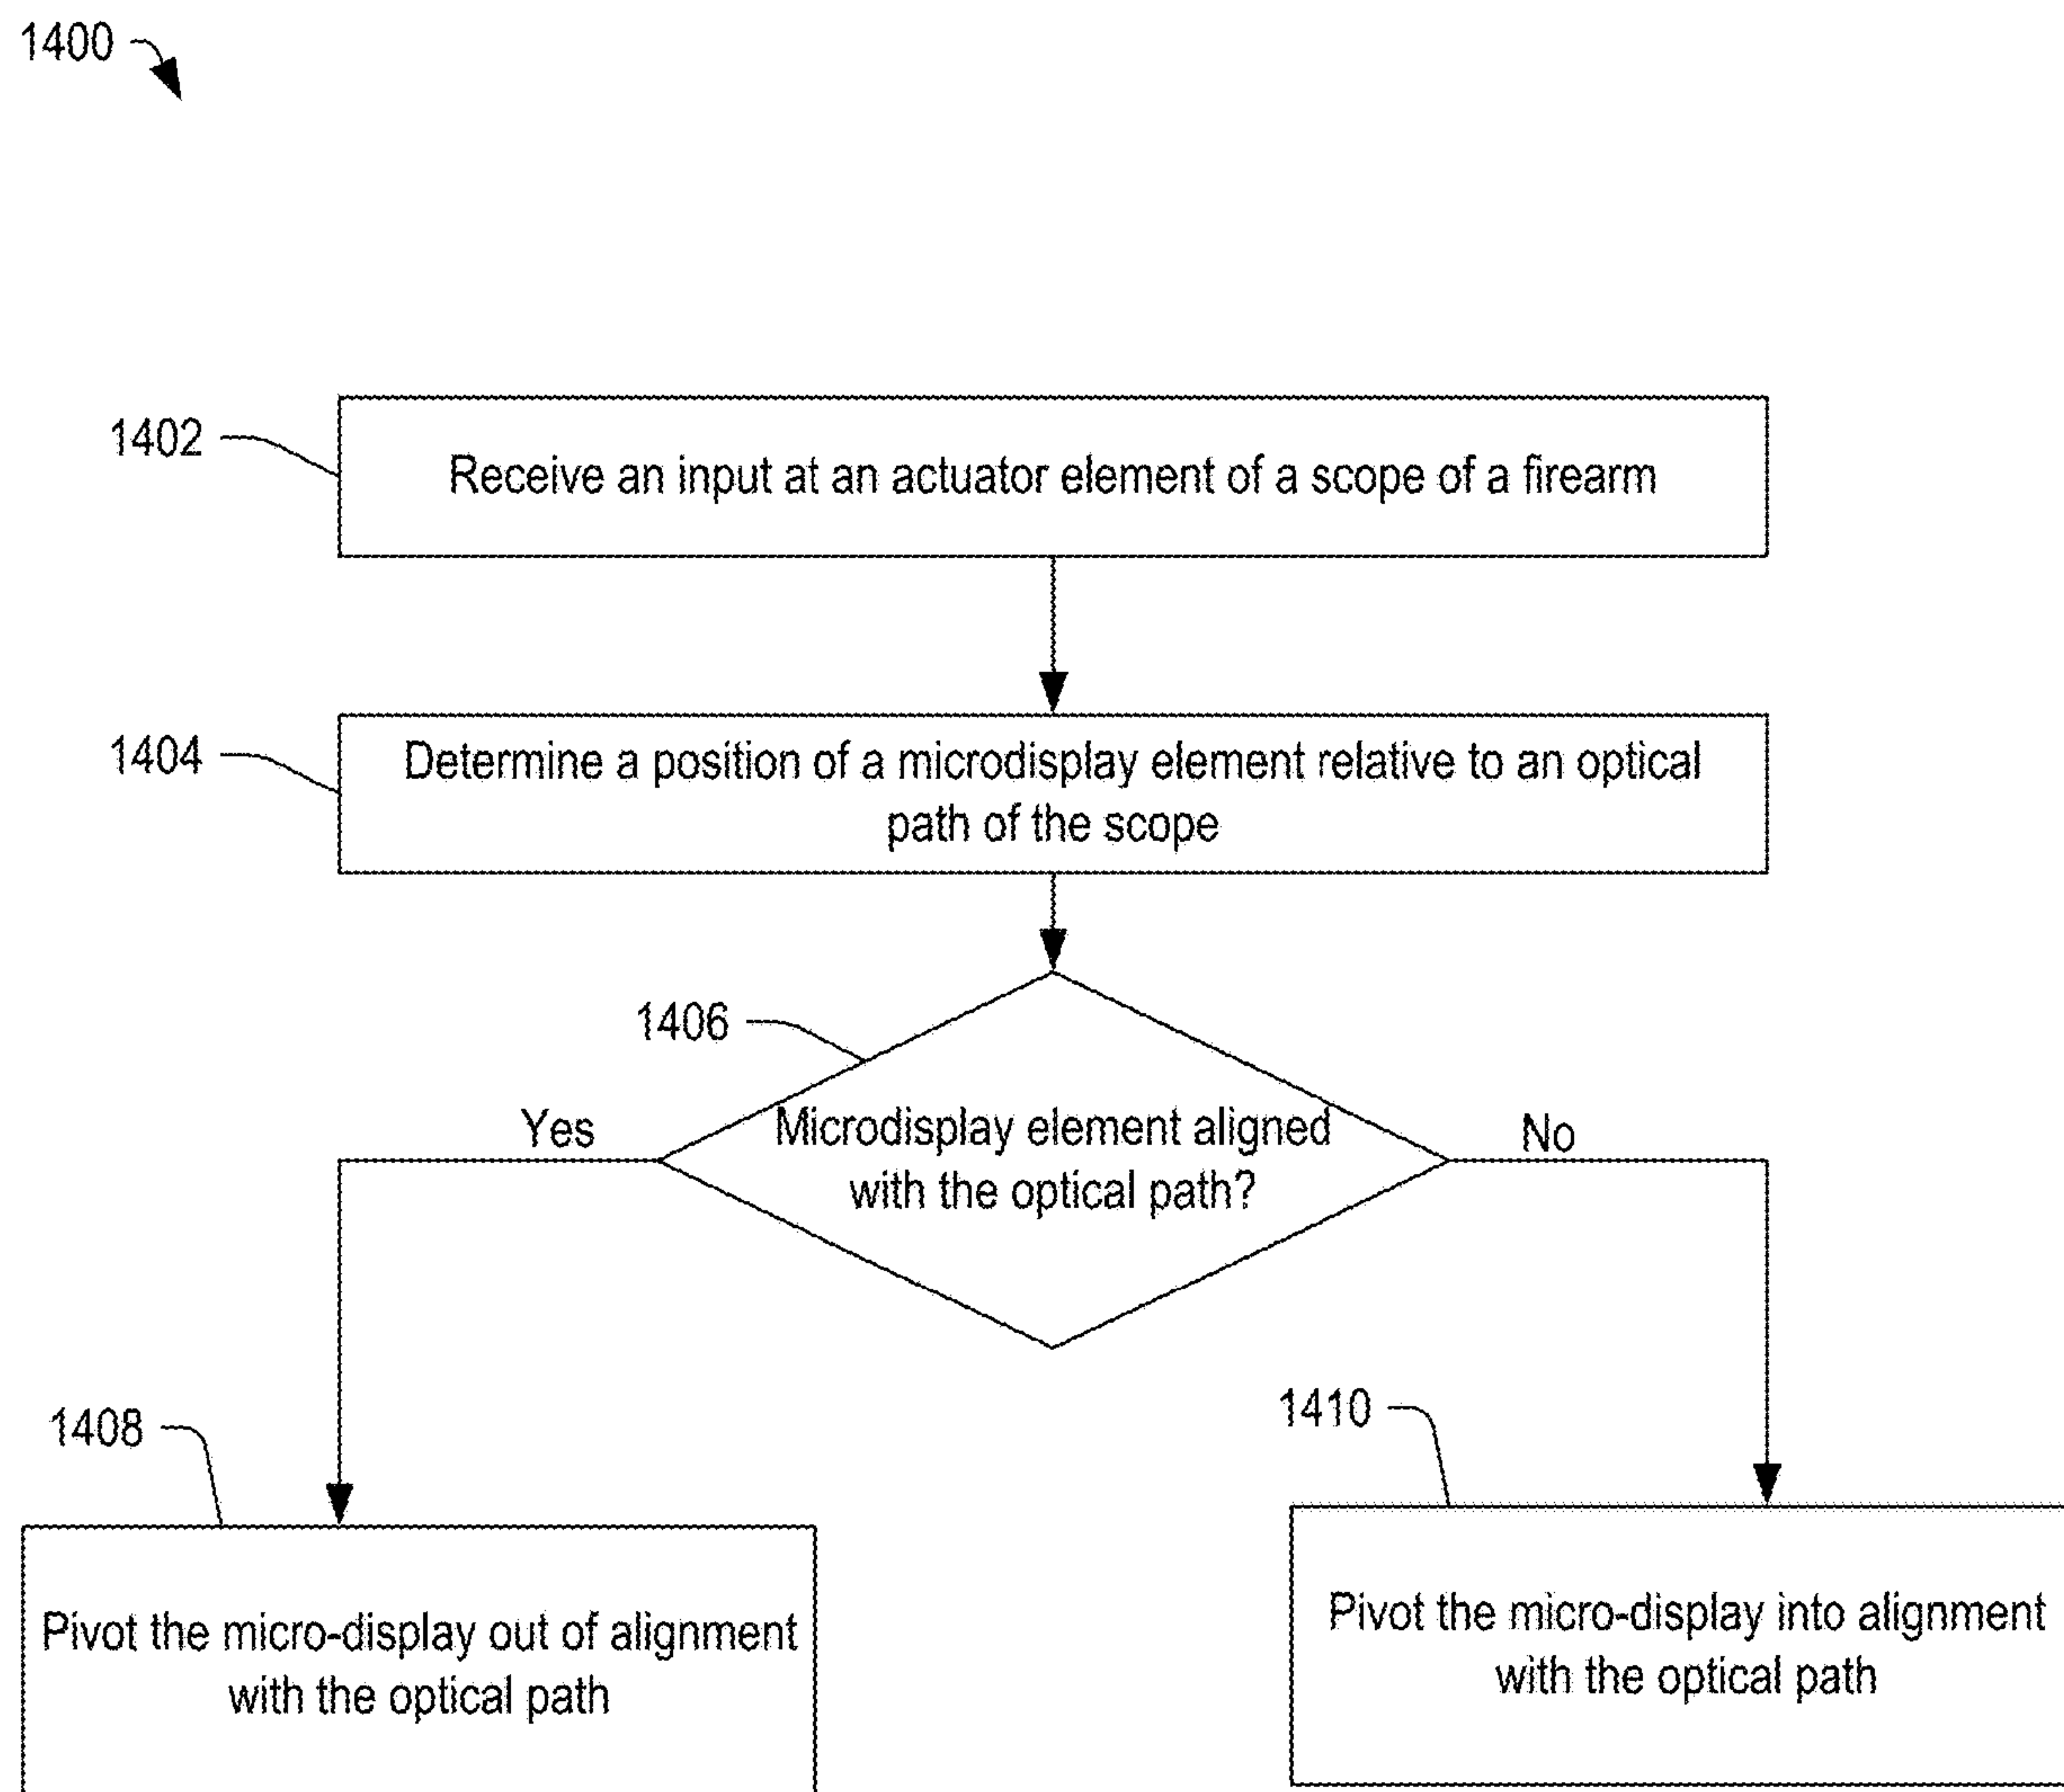 1400
1402
Receive an input at an actuator element of a scope of a firearm
1404
Determine a position of a microdisplay element relative to an optical
path of the scope
1406
Yes
Microdisplay element aligned
with the optical path?
No
1408
1410
Pivot the micro-display out of alignment
with the optical path
Pivot the micro-display into alignment
with the optical path